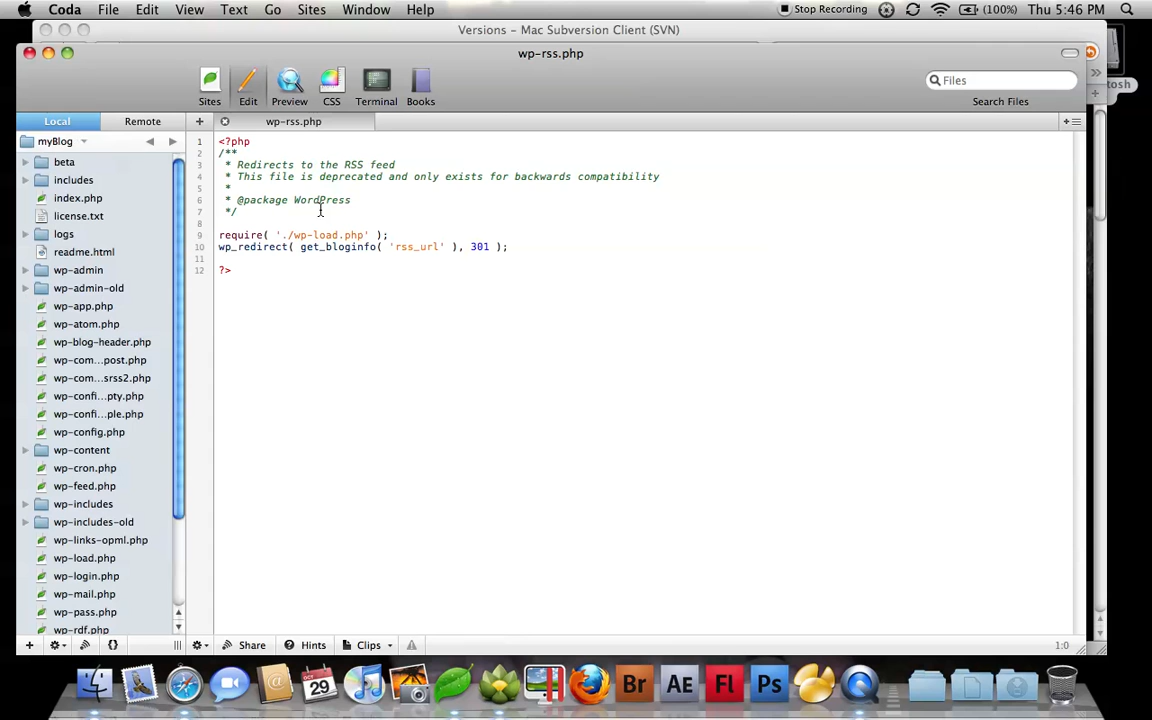 Coda File Edit View Text Go Sites Window Help Stop Recording (100%) Thu 5:46 PM
Versions – Mac Subversion Client (SVN)
wp-rss.php
Files
Sites Edit Preview CSS Terminal Books Search Files
Local Remote + wp-rss.php
tosh
myBlog
beta
includes
index.php
license.txt
logs
readme.html
wp-admin
wp-admin-old
wp-app.php
wp-atom.php
wp-blog-header.php
wp-com...post.php
wp-com...srss2.php
wp-confi...pty.php
wp-confi...ple.php
wp-config.php
wp-content
wp-cron.php
wp-feed.php
wp-includes
wp-includes-old
wp-links-opml.php
wp-load.php
wp-login.php
wp-mail.php
wp-pass.php
wp-rdf.php
1 <?php
2 /**
3 * Redirects to the RSS feed
4 * This file is deprecated and only exists for backwards compatibility
5 *
6 * @package WordPress
7 */
8
9 require( './wp-load.php' );
10 wp_redirect( get_bloginfo( 'rss_url' ), 301 );
11
12 ?>
+ {} Share Hints Clips 1:0
OCT 29 Br AE Fl Ps